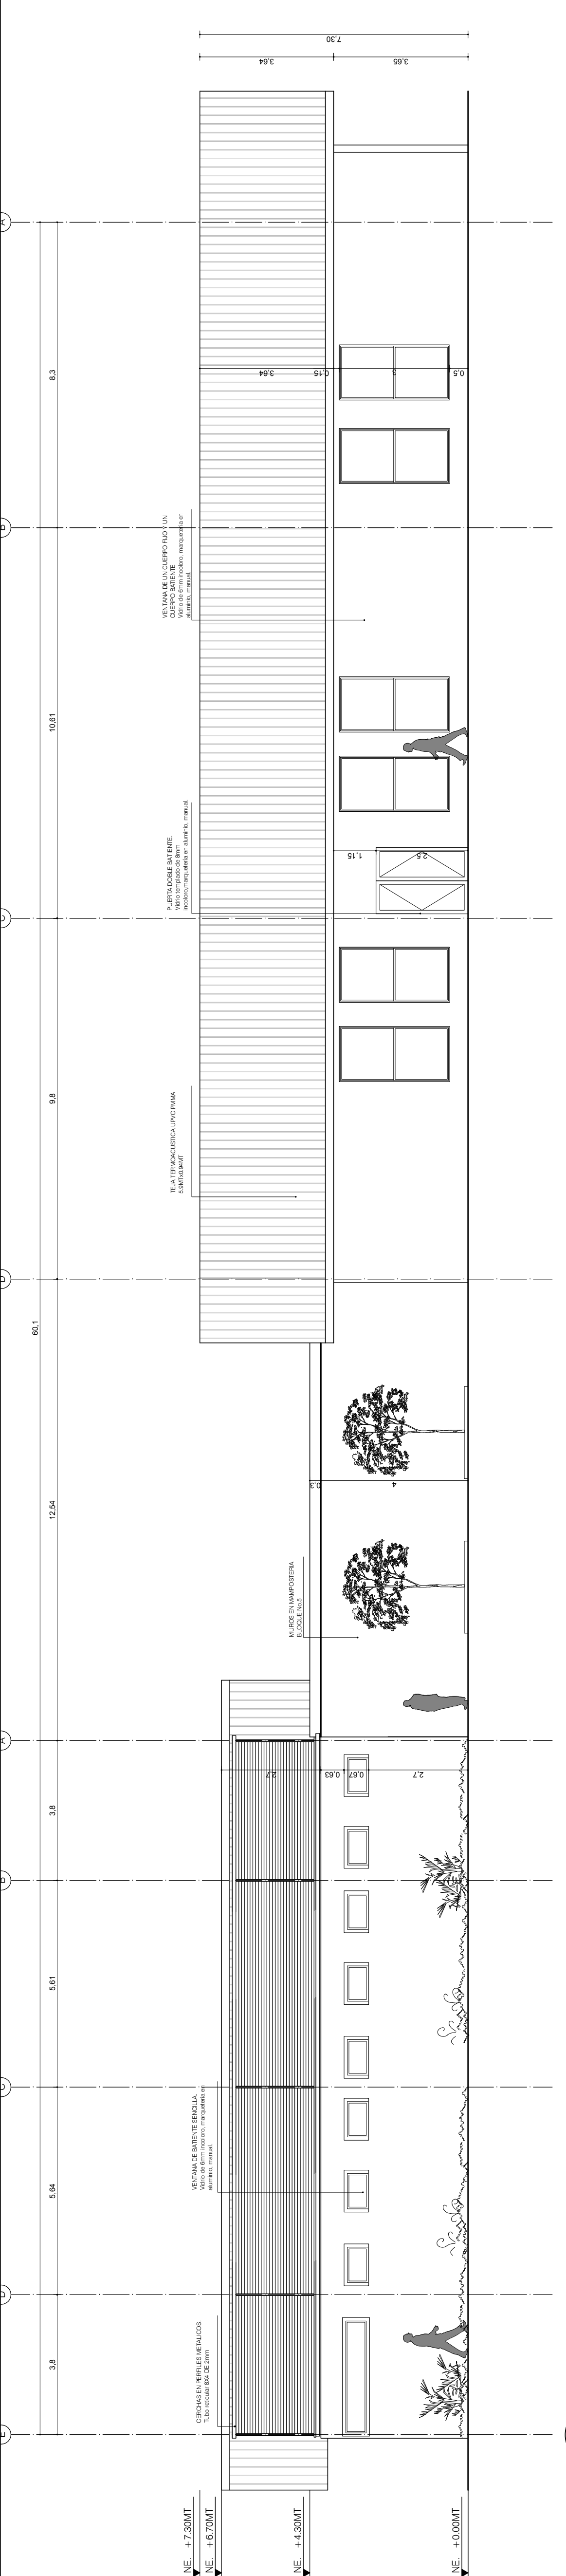 E
D
C
B
A
D
C
B
A
60,1
3.8
5.64
5.61
3.8
12,54
9.8
10,61
8,3
VENTANA DE UN CUERPO FIJO Y UN
CUERPO BATIENTE
Vidrio de 6mm incoloro, marqueteria en
aluminio, manual.
PUERTA DOBLE BATIENTE
Vidrio templado de 8mm
incoloro,marqueteria en aluminio, manual.
TEJA TERMOACUSTICA UPVC PMMA
5.9MTx0.94MT
MUROS EN MAMPOSTERIA
BLOQUE No.5
VENTANA DE BATIENTE SENCILLA.
Vidrio de 6mm incoloro, marqueteria en
aluminio, manual.
CERCHAS EN PERFILES METALICOS.
Tubo reticular 8X4 DE 2mm
NE. +7.30MT
NE. +6.70MT
NE. +4.30MT
NE. +0.00MT
2,7
0,63
0,67
2,7
0,3
4
1,15
2,5
3,64
0,15
3
0,5
3,64
3,65
7,30